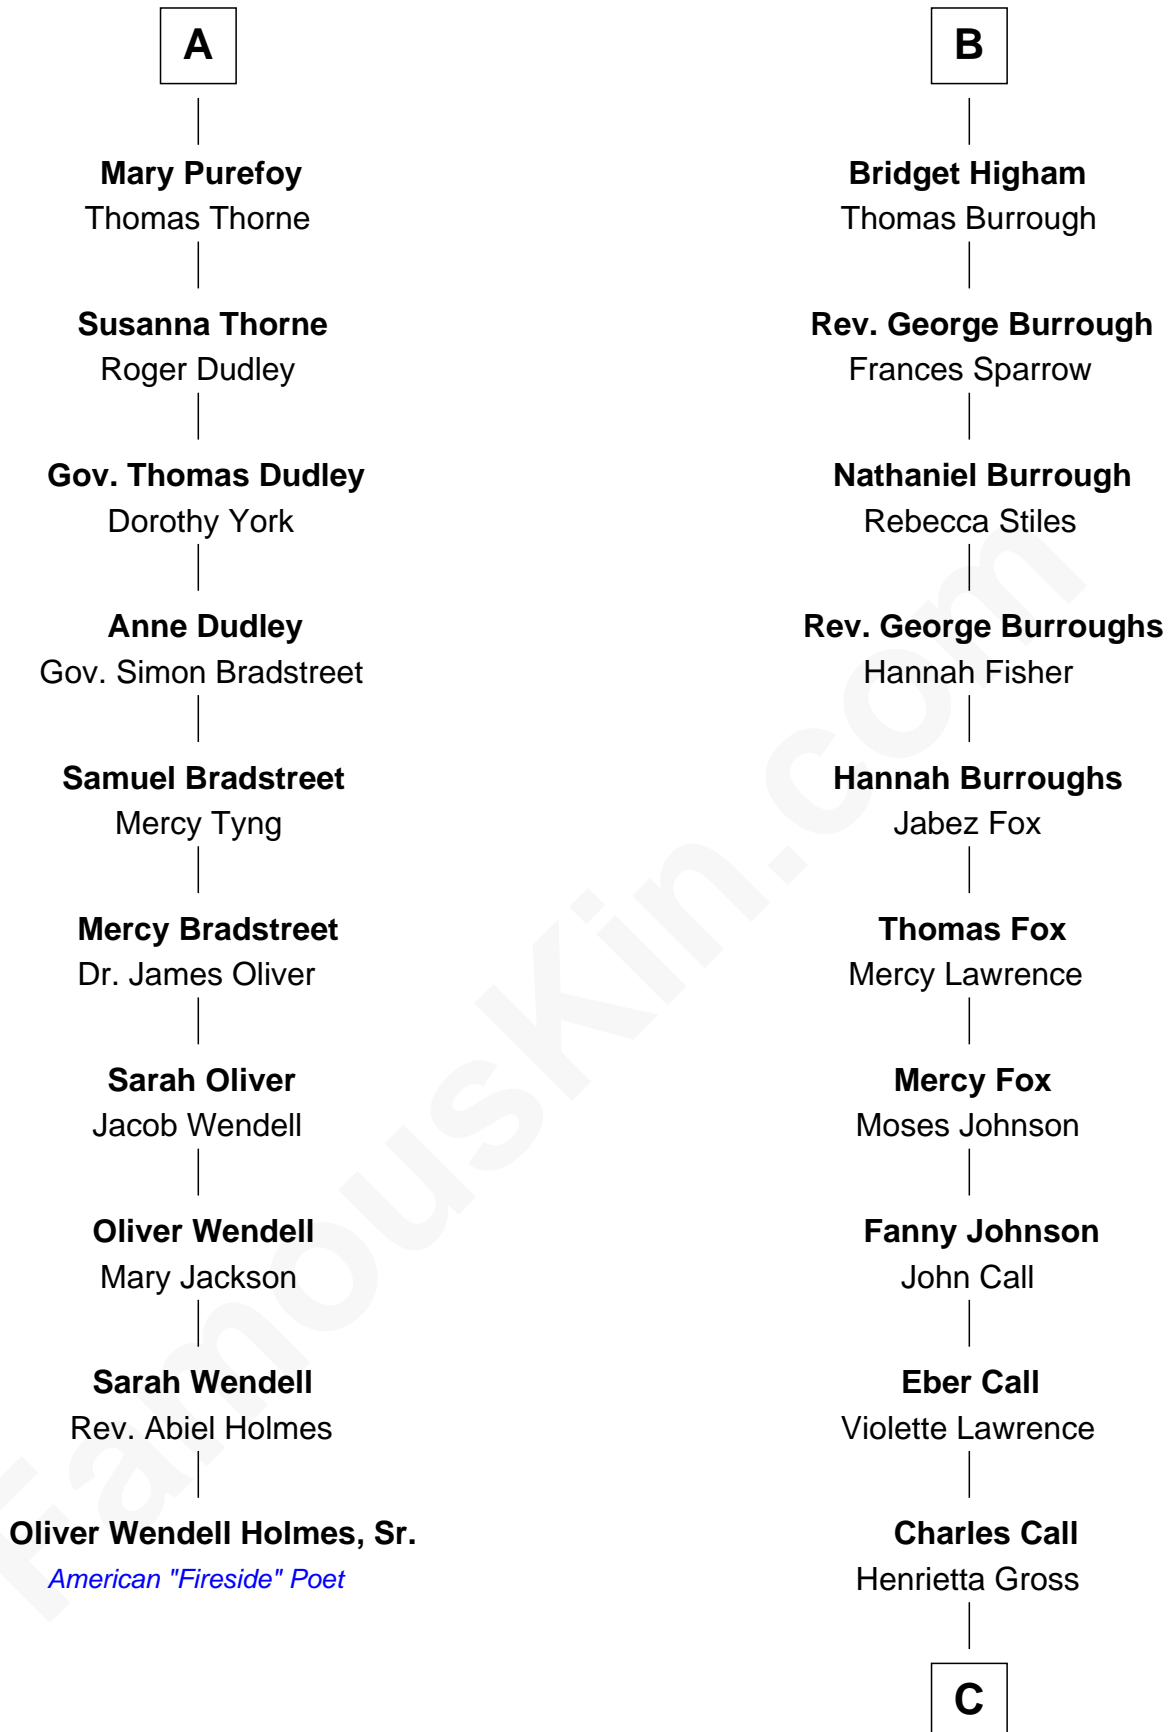 A
Mary Purefoy
Thomas Thorne
Susanna Thorne
Roger Dudley
Gov. Thomas Dudley
Dorothy York
Anne Dudley
Gov. Simon Bradstreet
Samuel Bradstreet
Mercy Tyng
Mercy Bradstreet
Dr. James Oliver
Sarah Oliver
Jacob Wendell
Oliver Wendell
Mary Jackson
Sarah Wendell
Rev. Abiel Holmes
Oliver Wendell Holmes, Sr.
American "Fireside" Poet
B
Bridget Higham
Thomas Burrough
Rev. George Burrough
Frances Sparrow
Nathaniel Burrough
Rebecca Stiles
Rev. George Burroughs
Hannah Fisher
Hannah Burroughs
Jabez Fox
Thomas Fox
Mercy Lawrence
Mercy Fox
Moses Johnson
Fanny Johnson
John Call
Eber Call
Violette Lawrence
Charles Call
Henrietta Gross
C
FamousKin.com